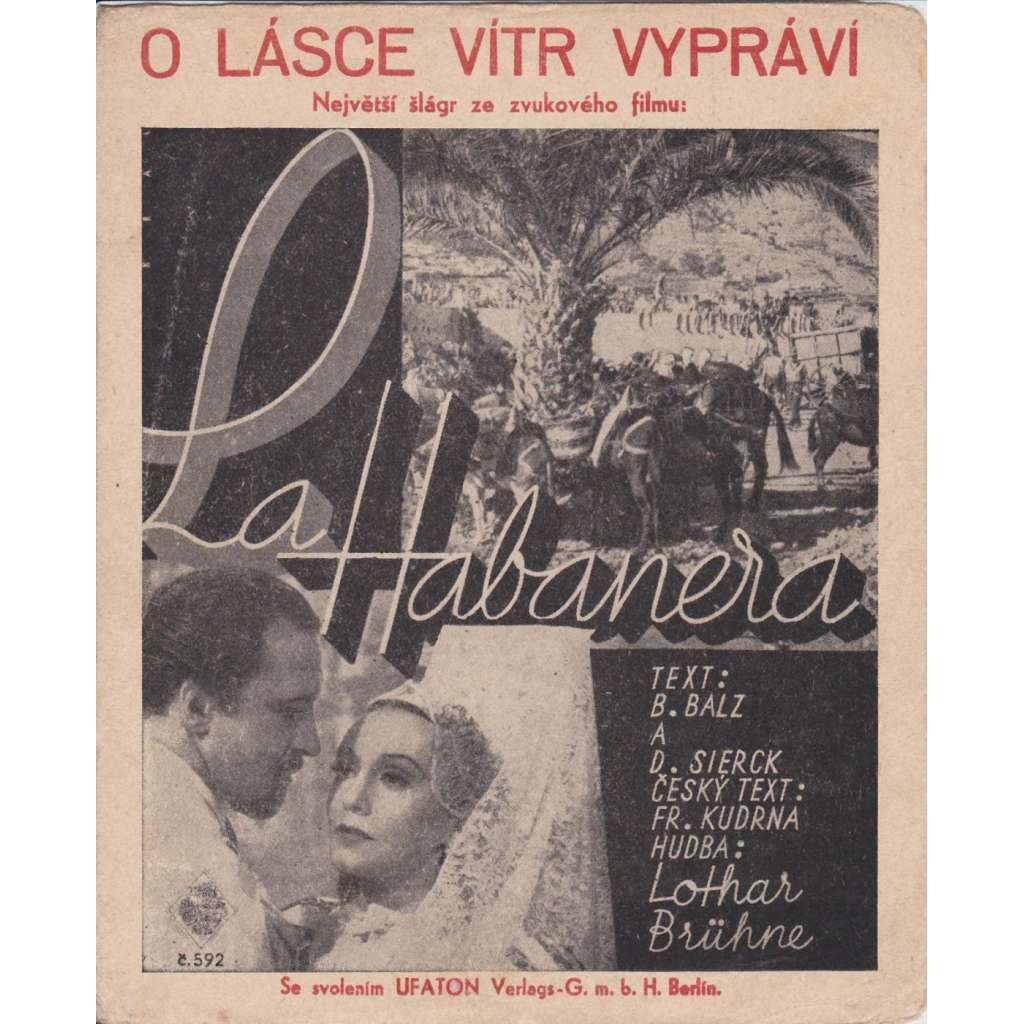 O LÁSCE VÍTR VYPRÁVÍ
Největší šlágr ze zvukového filmu:
La Habanera
TEXT:
B. BALZ
A
D. SIERCK
ČESKÝ TEXT:
FR. KUDRNA
HUDBA:
Lothar
Brühne
č.592
Se svolením UFATON Verlags-G. m. b. H. Berlín.